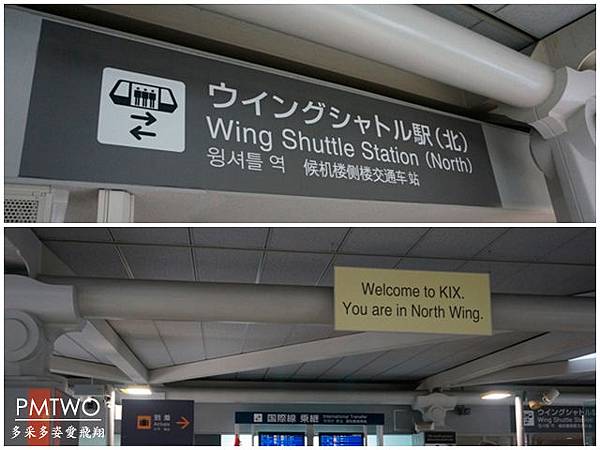 ウイングシャトル駅(北)
Wing Shuttle Station (North)
윙셔틀 역 候机楼侧楼交通车站
Welcome to KIX.
You are in North Wing.
PMTWO
多采多姿愛飛翔
到着
Arrivals
国際線 乗継
International Transfer
ウイングシャトル
Wing Shuttle Station